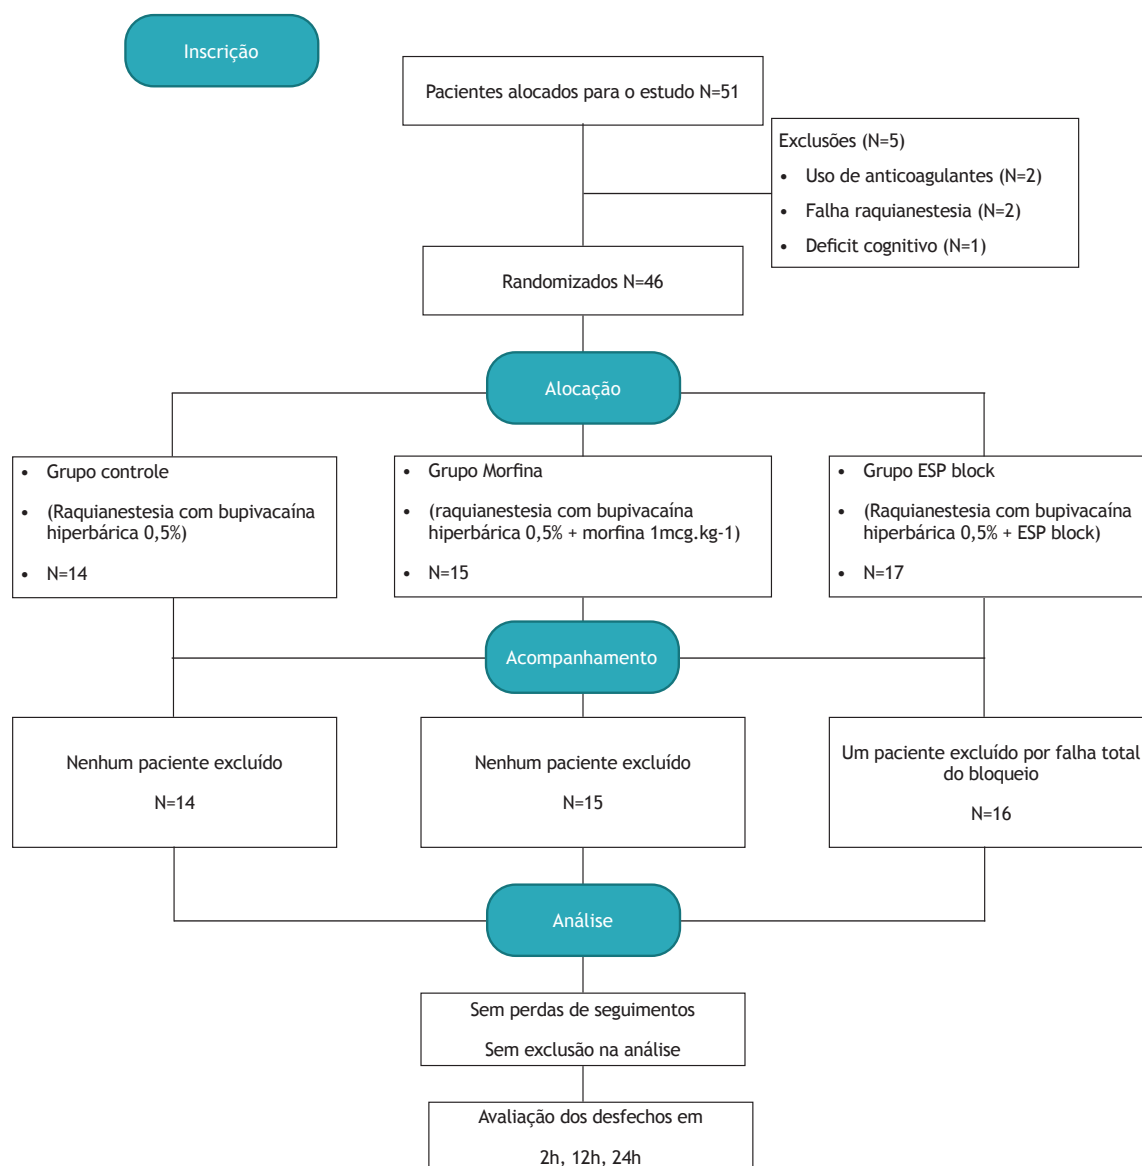 Inscrição
Pacientes alocados para o estudo N=51
Exclusões (N=5)
• Uso de anticoagulantes (N=2)
• Falha raquianestesia (N=2)
• Deficit cognitivo (N=1)
Randomizados N=46
Alocação
• Grupo controle
• (Raquianestesia com bupivacaína
hiperbárica 0,5%)
• N=14
• Grupo Morfina
• (raquianestesia com bupivacaína
hiperbárica 0,5% + morfina 1mcg.kg-1)
• N=15
• Grupo ESP block
• (Raquianestesia com bupivacaína
hiperbárica 0,5% + ESP block)
• N=17
Acompanhamento
Nenhum paciente excluído
N=14
Nenhum paciente excluído
N=15
Um paciente excluído por falha total
do bloqueio
N=16
Análise
Sem perdas de seguimentos
Sem exclusão na análise
Avaliação dos desfechos em
2h, 12h, 24h